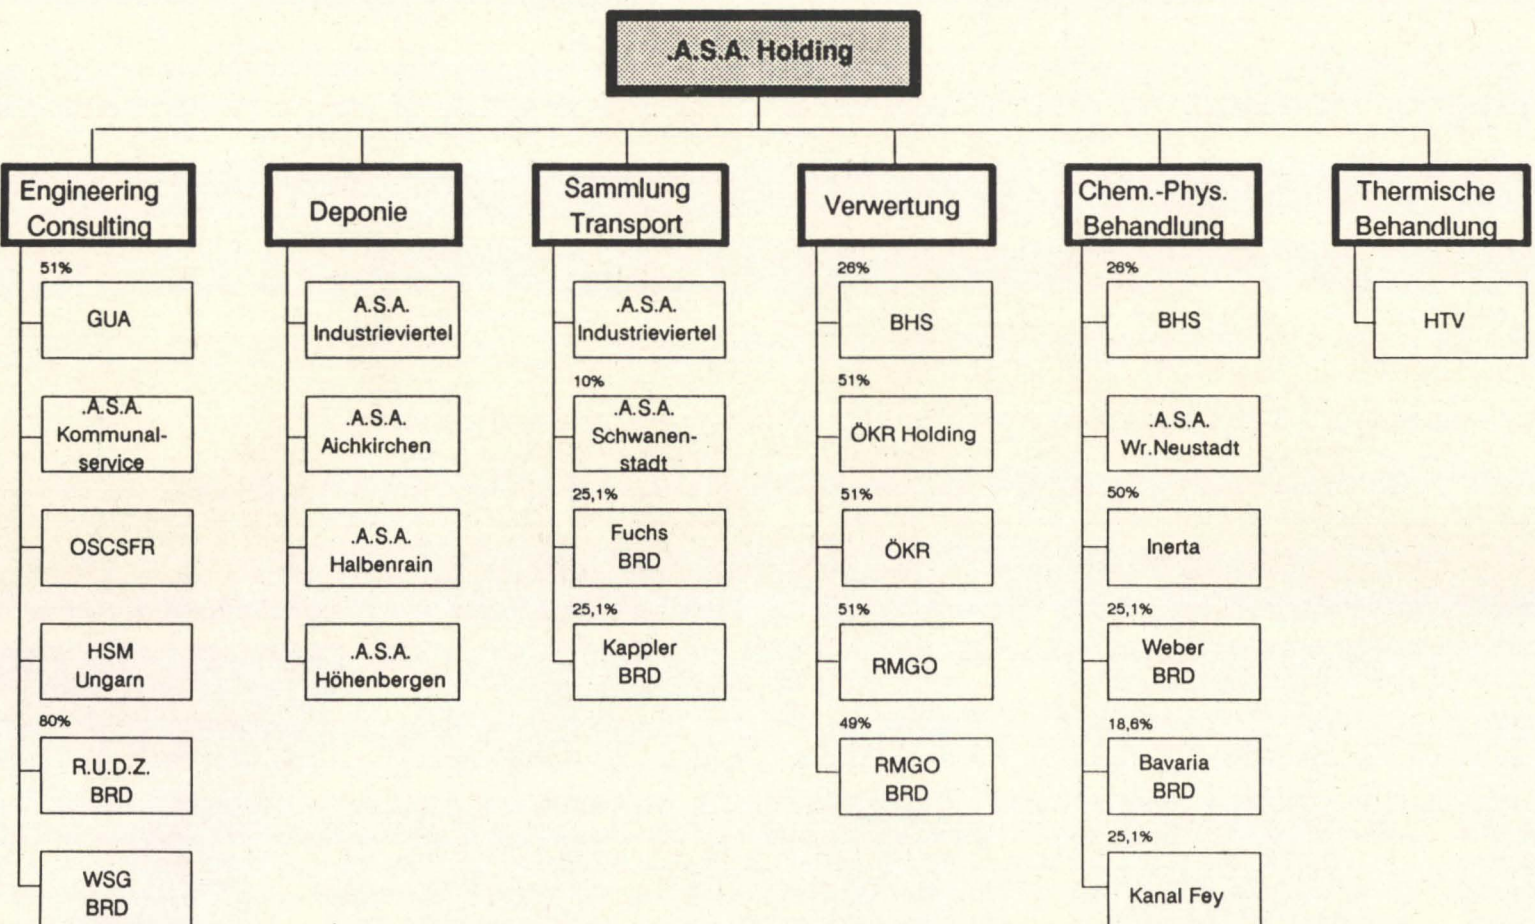 .A.S.A. Holding
Engineering
Consulting
51%
GUA
.A.S.A.
Kommunal-
service
OSCSFR
HSM
Ungarn
80%
R.U.D.Z.
BRD
WSG
BRD
Deponie
A.S.A.
Industrieviertel
.A.S.A.
Aichkirchen
.A.S.A.
Halbenrain
.A.S.A.
Höhenbergen
Sammlung
Transport
.A.S.A.
Industrieviertel
10%
.A.S.A.
Schwanen-
stadt
25,1%
Fuchs
BRD
25,1%
Kappler
BRD
Verwertung
26%
BHS
51%
ÖKR Holding
51%
ÖKR
51%
RMGO
49%
RMGO
BRD
Chem.-Phys.
Behandlung
26%
BHS
.A.S.A.
Wr.Neustadt
50%
Inerta
25,1%
Weber
BRD
18,6%
Bavaria
BRD
25,1%
Kanal Fey
Thermische
Behandlung
HTV